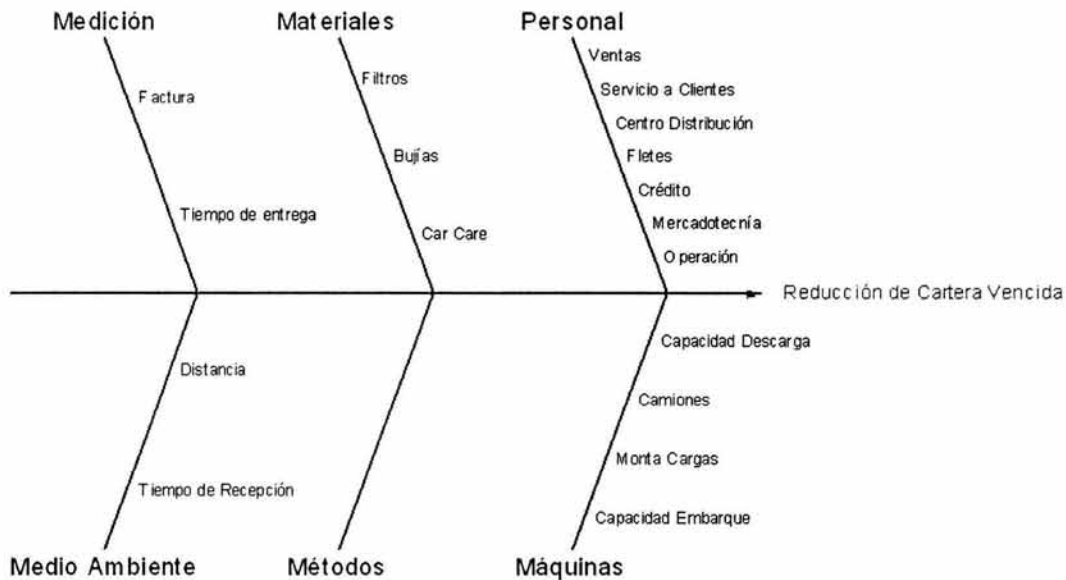 Medición
Materiales
Personal
Ventas
Filtros
Servicio a Clientes
Factura
Centro Distribución
Bujías
Fletes
Crédito
Tiempo de entrega
Mercadotecnía
Car Care
Operación
Reducción de Cartera Vencida
Capacidad Descarga
Distancia
Camiones
Monta Cargas
Tiempo de Recepción
Capacidad Embarque
Medio Ambiente
Métodos
Máquinas